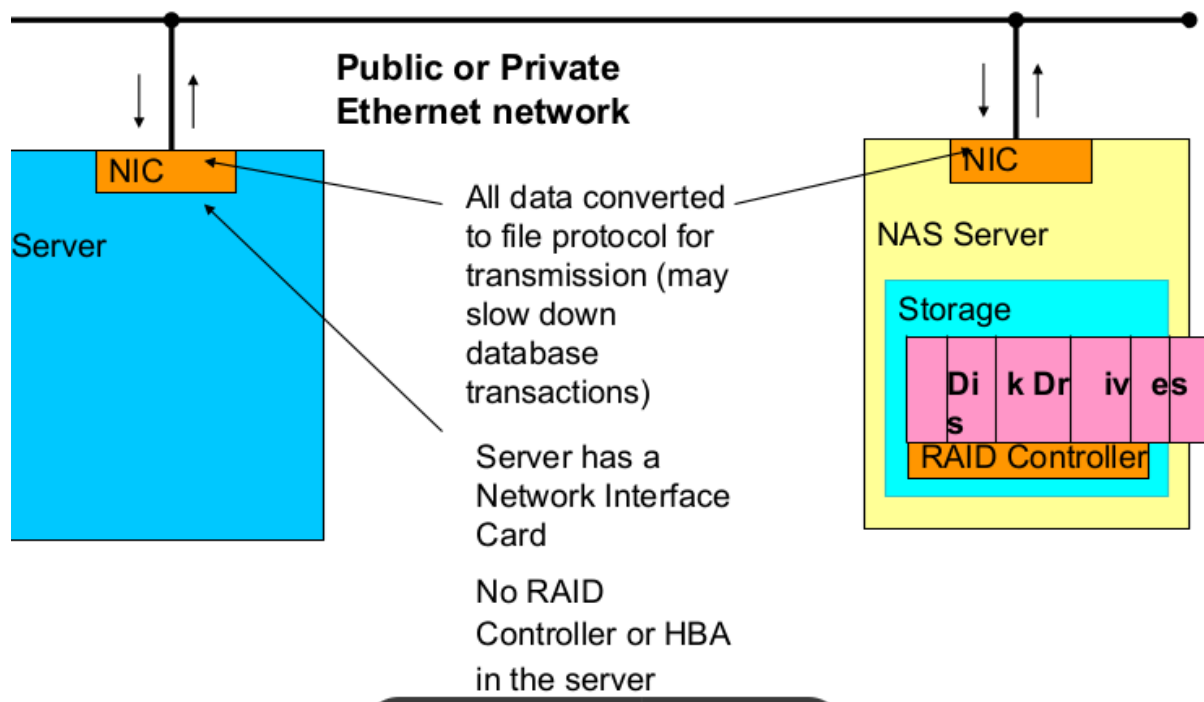 Public or Private
Ethernet network
NIC
Server
All data converted
to file protocol for
transmission (may
slow down
database
transactions)
Server has a
Network Interface
Card
No RAID
Controller or HBA
in the server
NIC
NAS Server
Storage
Di k Dr iv es
s
RAID Controller